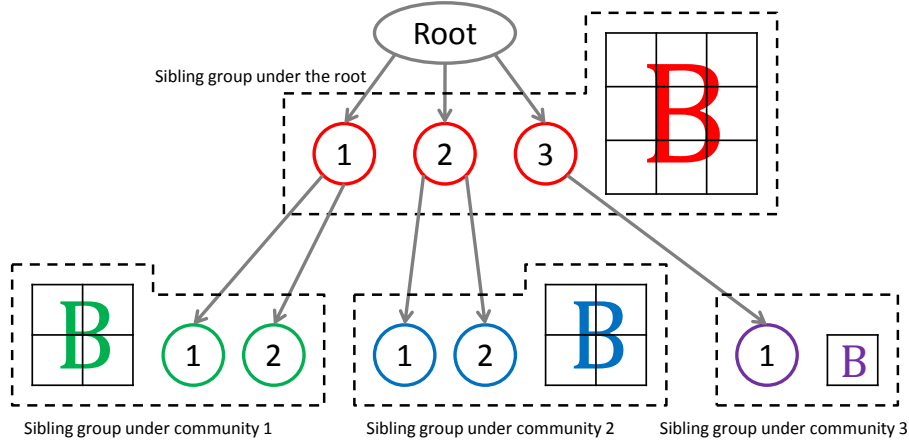 Root
Sibling group under the root
1 2 3 B
B 1 2 1 2 B 1 B
Sibling group under community 1 Sibling group under community 2 Sibling group under community 3